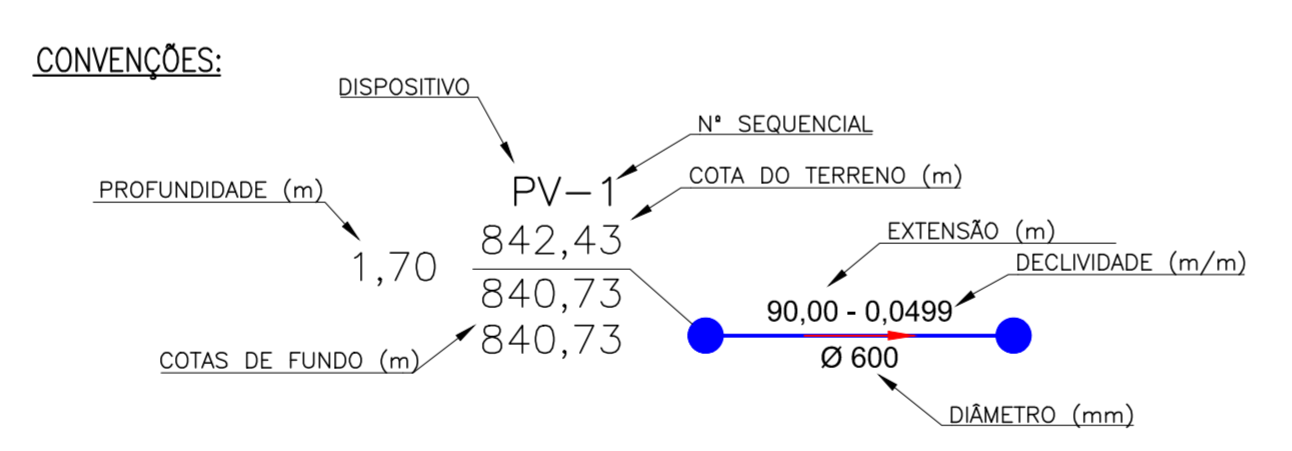 CONVENÇÕES:
DISPOSITIVO
Nº SEQUENCIAL
PV-1
COTA DO TERRENO (m)
PROFUNDIDADE (m)
842,43
EXTENSÃO (m)
1,70
DECLIVIDADE (m/m)
840,73
90,00 - 0,0499
840,73
COTAS DE FUNDO (m)
Ø 600
DIÂMETRO (mm)